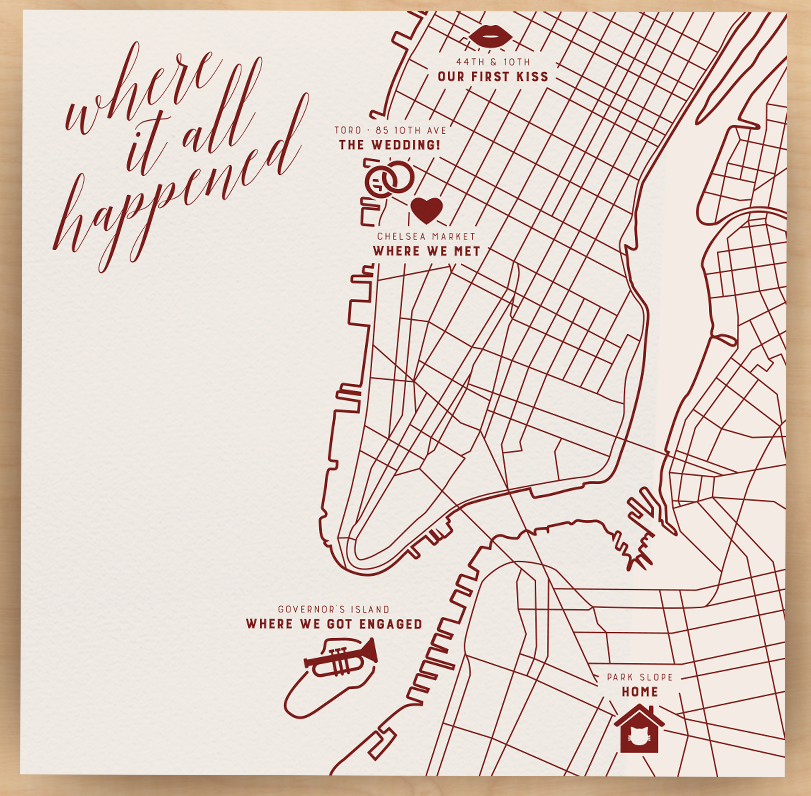 where
it all
happened
44TH & 10TH
OUR FIRST KISS
TORO · 85 10TH AVE
THE WEDDING!
CHELSEA MARKET
WHERE WE MET
GOVERNOR'S ISLAND
WHERE WE GOT ENGAGED
PARK SLOPE
HOME